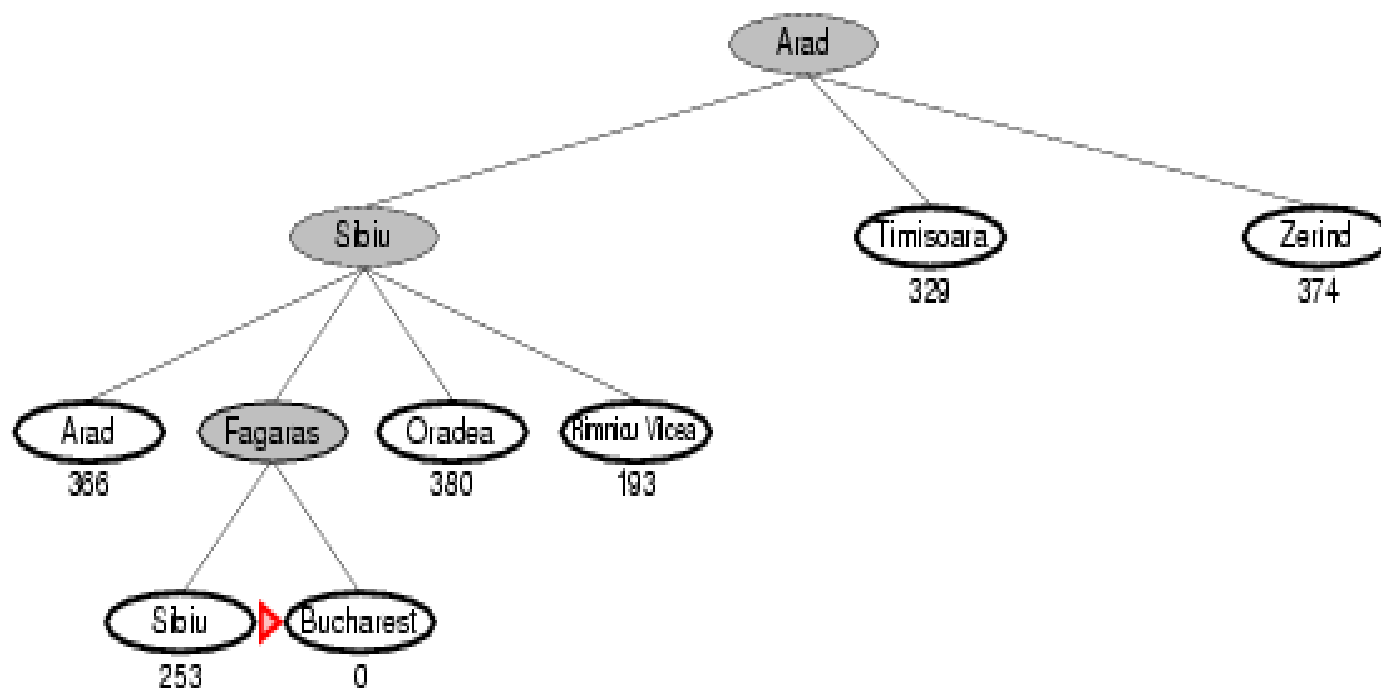 Arad
Sibiu
Timisoara
Zerind
329
374
Arad
Fagaras
Oradea
Rimnicu Vilcea
366
380
193
Sibiu
Bucharest
253
0